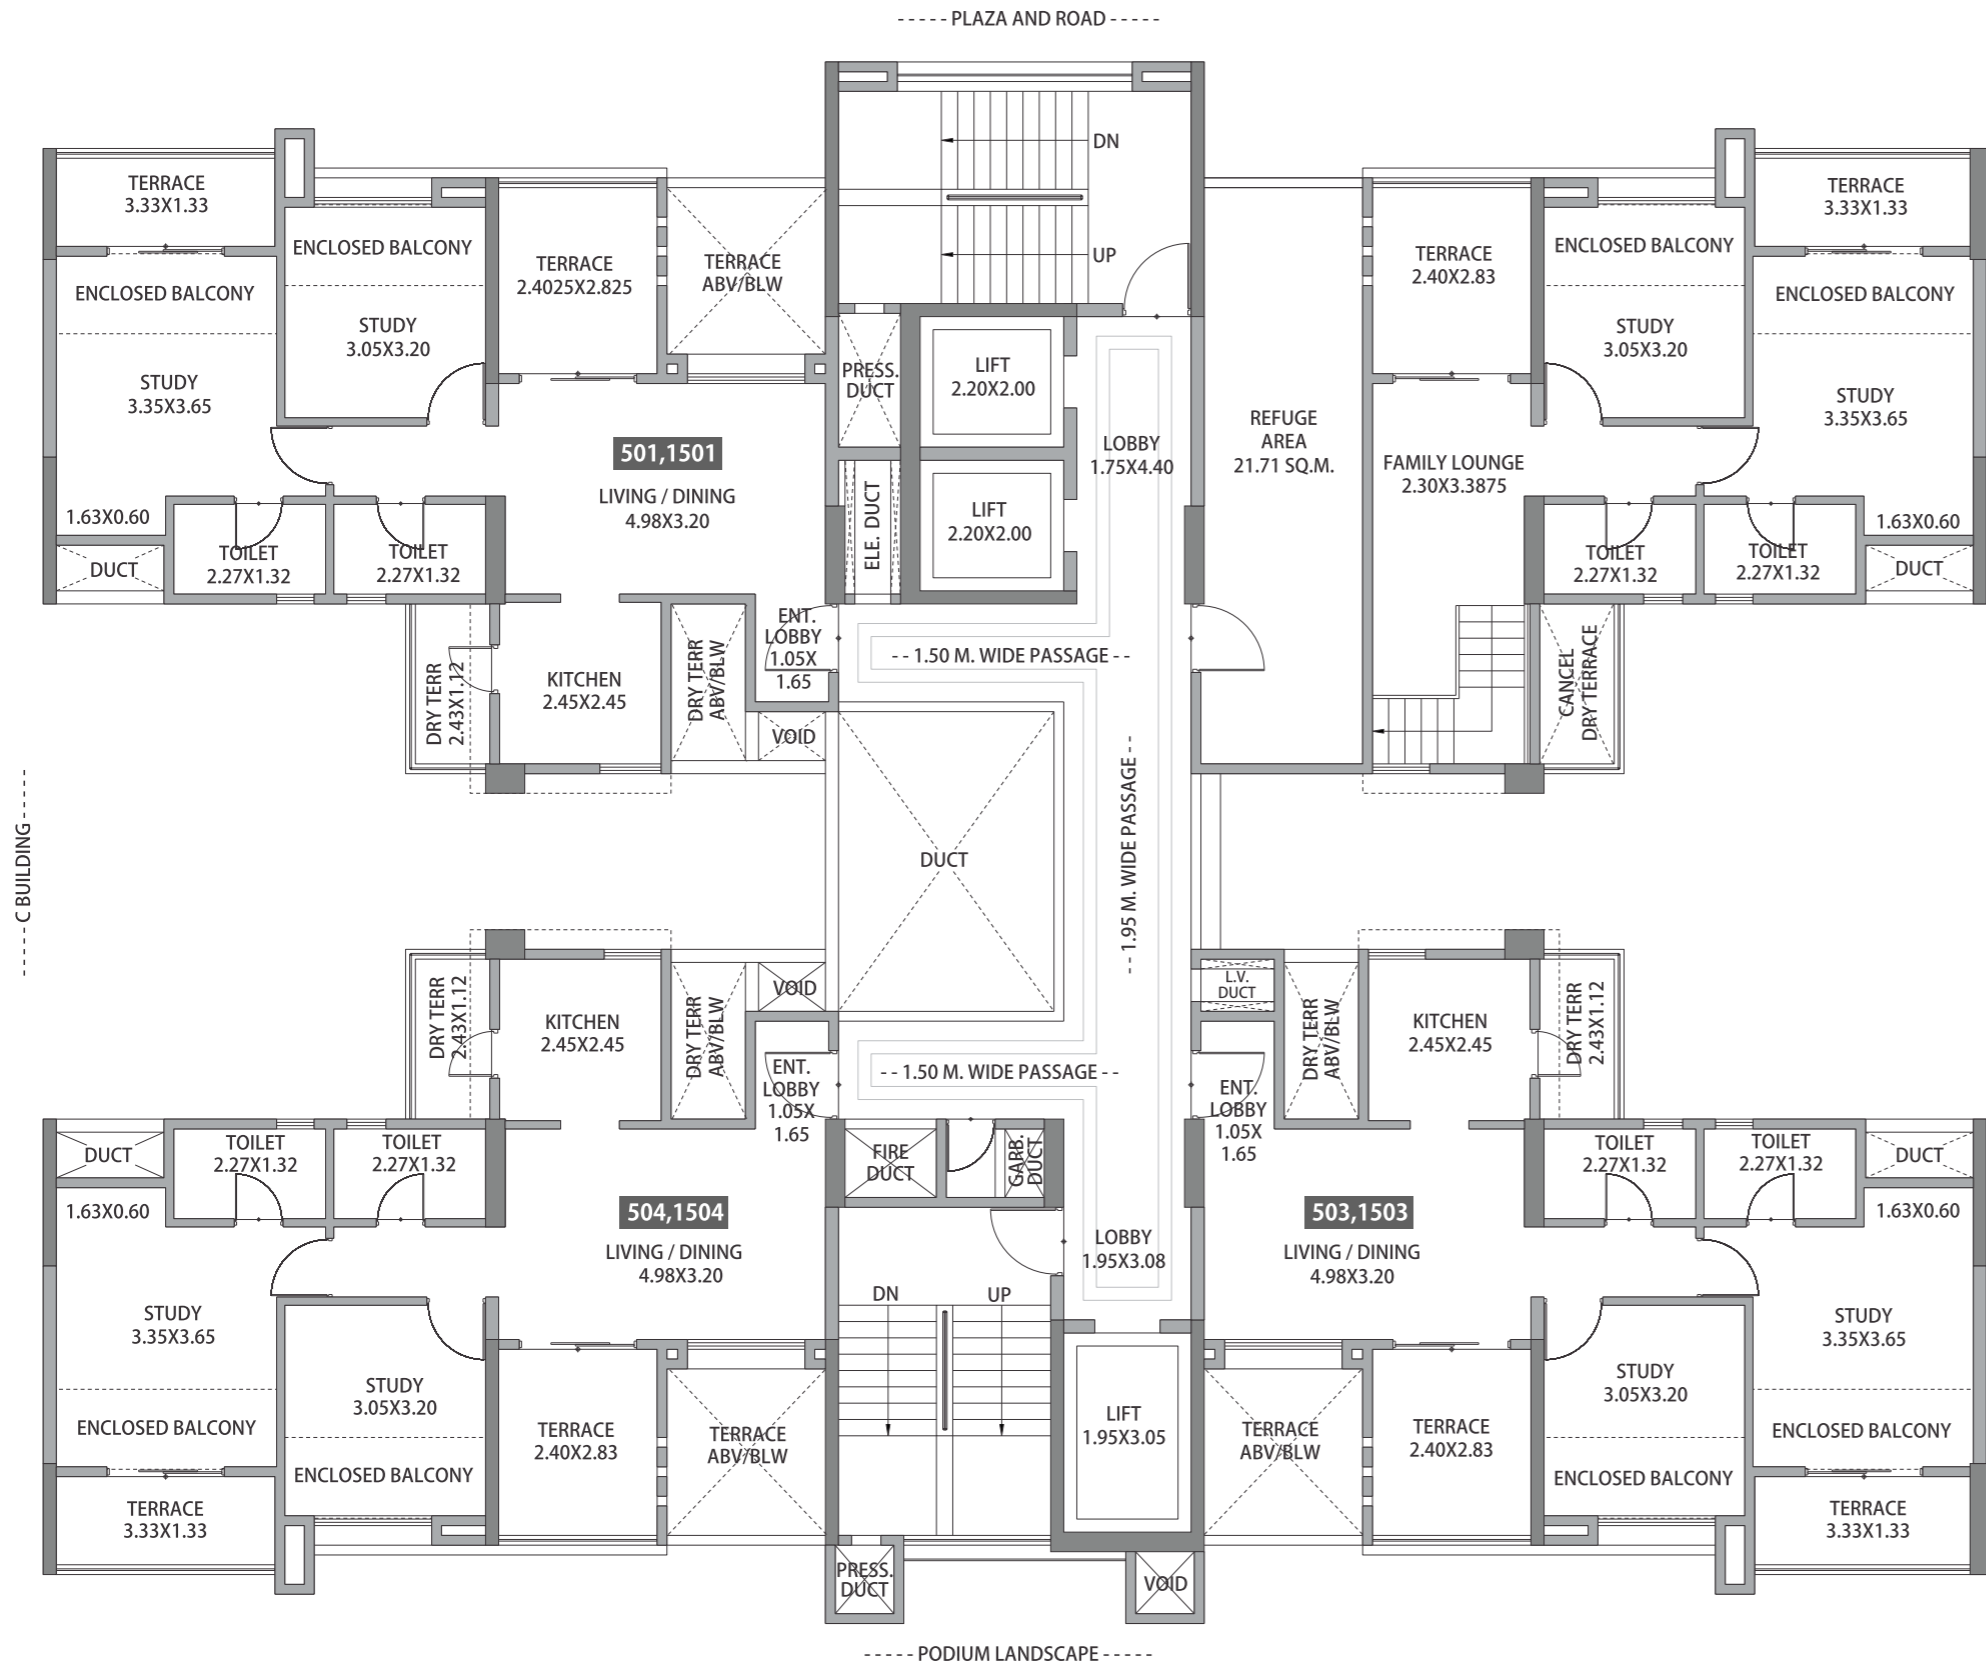 ----- PLAZA AND ROAD -----
DN
UP
TERRACE
3.33X1.33
ENCLOSED BALCONY
STUDY
3.35X3.65
1.63X0.60
DUCT
ENCLOSED BALCONY
STUDY
3.05X3.20
TERRACE
2.4025X2.825
TERRACE
ABV/BLW
TOILET
2.27X1.32
TOILET
2.27X1.32
501,1501
LIVING / DINING
4.98X3.20
DRY TERR
2.43X1.12
KITCHEN
2.45X2.45
DRY TERR
ABV/BLW
ENT.
LOBBY
1.05X
1.65
VOID
PRESS.
DUCT
ELE. DUCT
LIFT
2.20X2.00
LIFT
2.20X2.00
LOBBY
1.75X4.40
REFUGE
AREA
21.71 SQ.M.
TERRACE
2.40X2.83
FAMILY LOUNGE
2.30X3.3875
ENCLOSED BALCONY
STUDY
3.05X3.20
TERRACE
3.33X1.33
ENCLOSED BALCONY
STUDY
3.35X3.65
1.63X0.60
DUCT
TOILET
2.27X1.32
TOILET
2.27X1.32
CANCEL
DRY TERRACE
-- 1.50 M. WIDE PASSAGE --
-- 1.95 M. WIDE PASSAGE --
DUCT
----- C BUILDING -----
DRY TERR
2.43X1.12
KITCHEN
2.45X2.45
DRY TERR
ABV/BLW
VOID
ENT.
LOBBY
1.05X
1.65
-- 1.50 M. WIDE PASSAGE --
L.V.
DUCT
DRY TERR
ABV/BLW
KITCHEN
2.45X2.45
DRY TERR
2.43X1.12
ENT.
LOBBY
1.05X
1.65
DUCT
1.63X0.60
TOILET
2.27X1.32
TOILET
2.27X1.32
504,1504
LIVING / DINING
4.98X3.20
STUDY
3.35X3.65
ENCLOSED BALCONY
TERRACE
3.33X1.33
STUDY
3.05X3.20
ENCLOSED BALCONY
TERRACE
2.40X2.83
TERRACE
ABV/BLW
FIRE
DUCT
GARB.
DUCT
DN
UP
LOBBY
1.95X3.08
LIFT
1.95X3.05
PRESS.
DUCT
VOID
503,1503
LIVING / DINING
4.98X3.20
TOILET
2.27X1.32
TOILET
2.27X1.32
DUCT
1.63X0.60
STUDY
3.35X3.65
ENCLOSED BALCONY
TERRACE
3.33X1.33
STUDY
3.05X3.20
ENCLOSED BALCONY
TERRACE
2.40X2.83
TERRACE
ABV/BLW
----- PODIUM LANDSCAPE -----